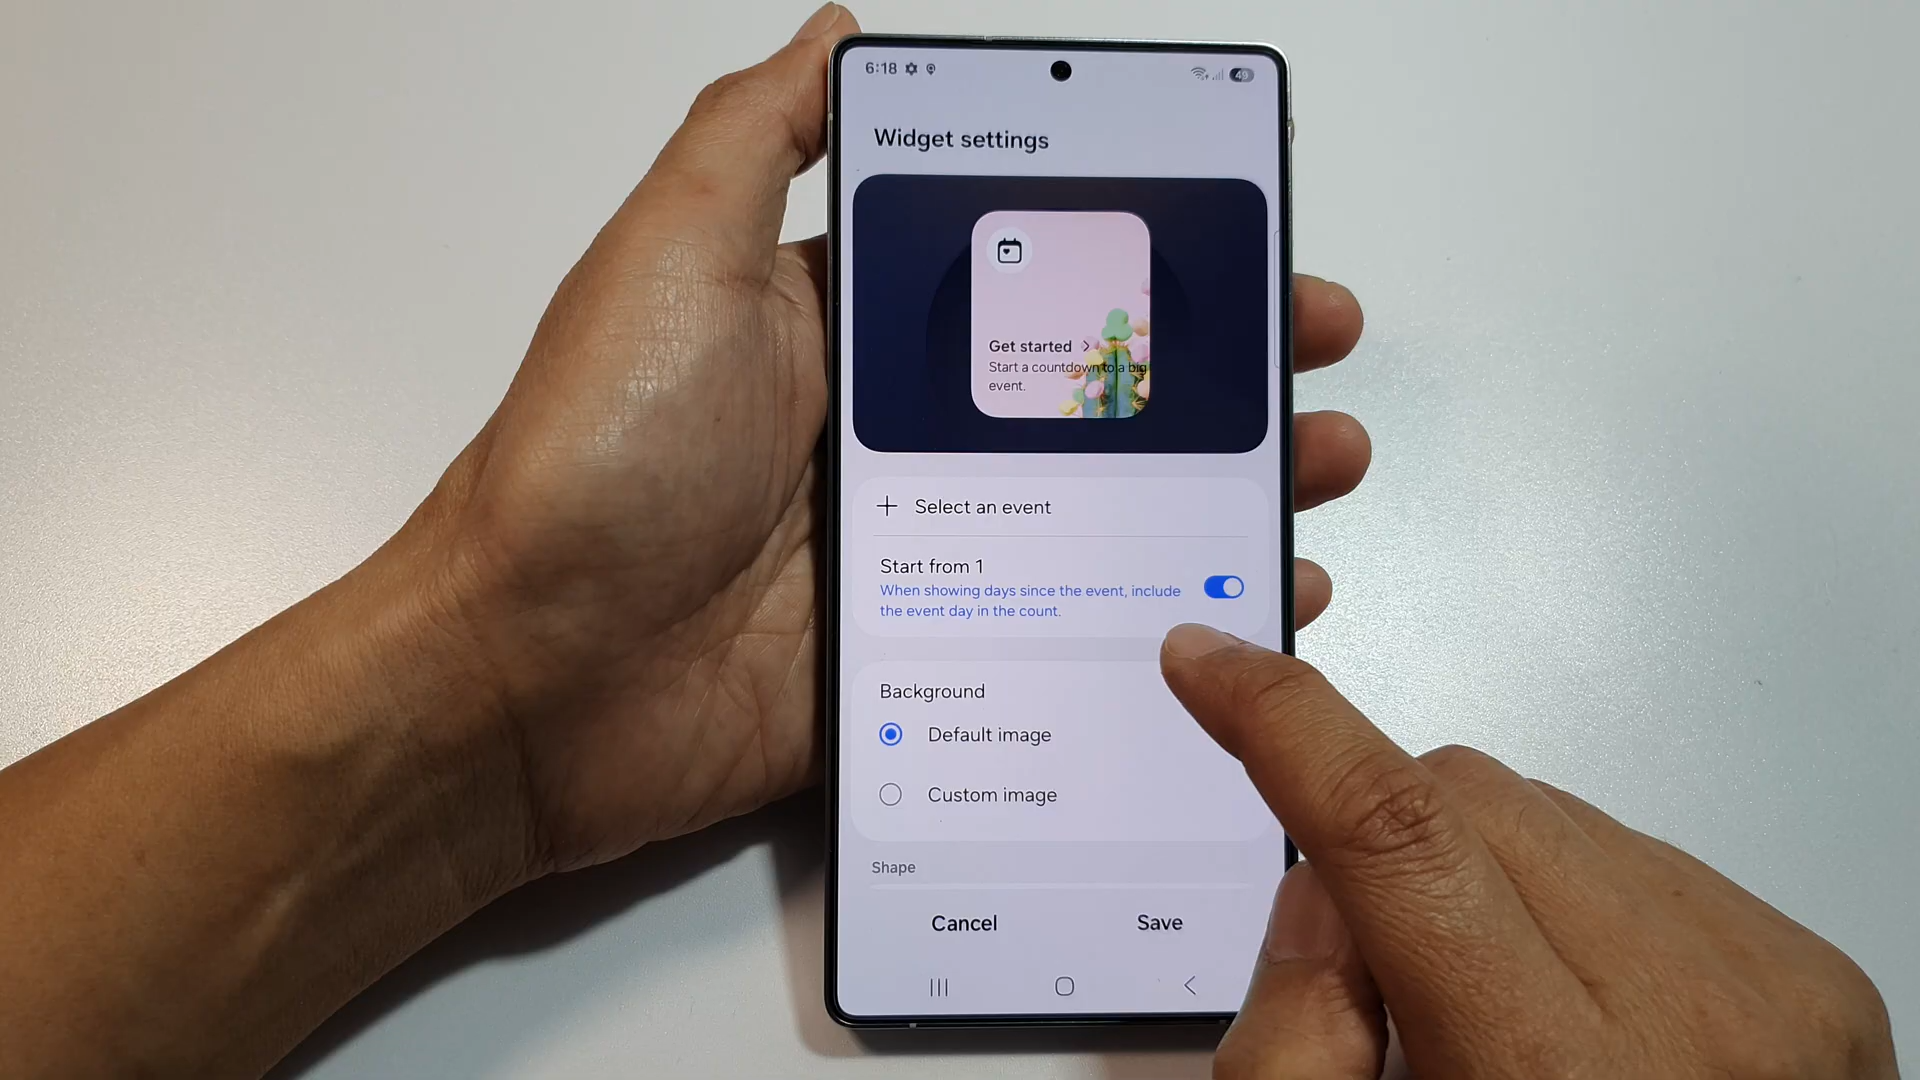 6:18
49
Widget settings
Get started >
Start a countdown to a big
event.
+ Select an event
Start from 1
When showing days since the event, include
the event day in the count.
Background
Default image
Custom image
Shape
Cancel
Save